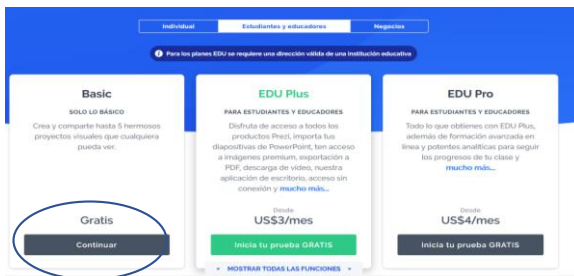 Individual
Estudiantes y educadores
Negocios
Para los planes EDU se requiere una dirección válida de una institución educativa
Basic
SOLO LO BÁSICO
Crea y comparte hasta 5 hermosos
proyectos visuales que cualquiera
pueda ver.
Gratis
Continuar
EDU Plus
PARA ESTUDIANTES Y EDUCADORES
Disfruta de acceso a todos los
productos Prezi, importa tus
diapositivas de PowerPoint, ten acceso
a imágenes premium, exportación a
PDF, descarga de video, nuestra
aplicación de escritorio, acceso sin
conexión y mucho más...
Desde
US$3/mes
Inicia tu prueba GRATIS
EDU Pro
PARA ESTUDIANTES Y EDUCADORES
Todo lo que obtienes con EDU Plus,
además de formación avanzada en
línea y potentes analíticas para seguir
los progresos de tu clase y
mucho más...
Desde
US$4/mes
Inicia tu prueba GRATIS
MOSTRAR TODAS LAS FUNCIONES